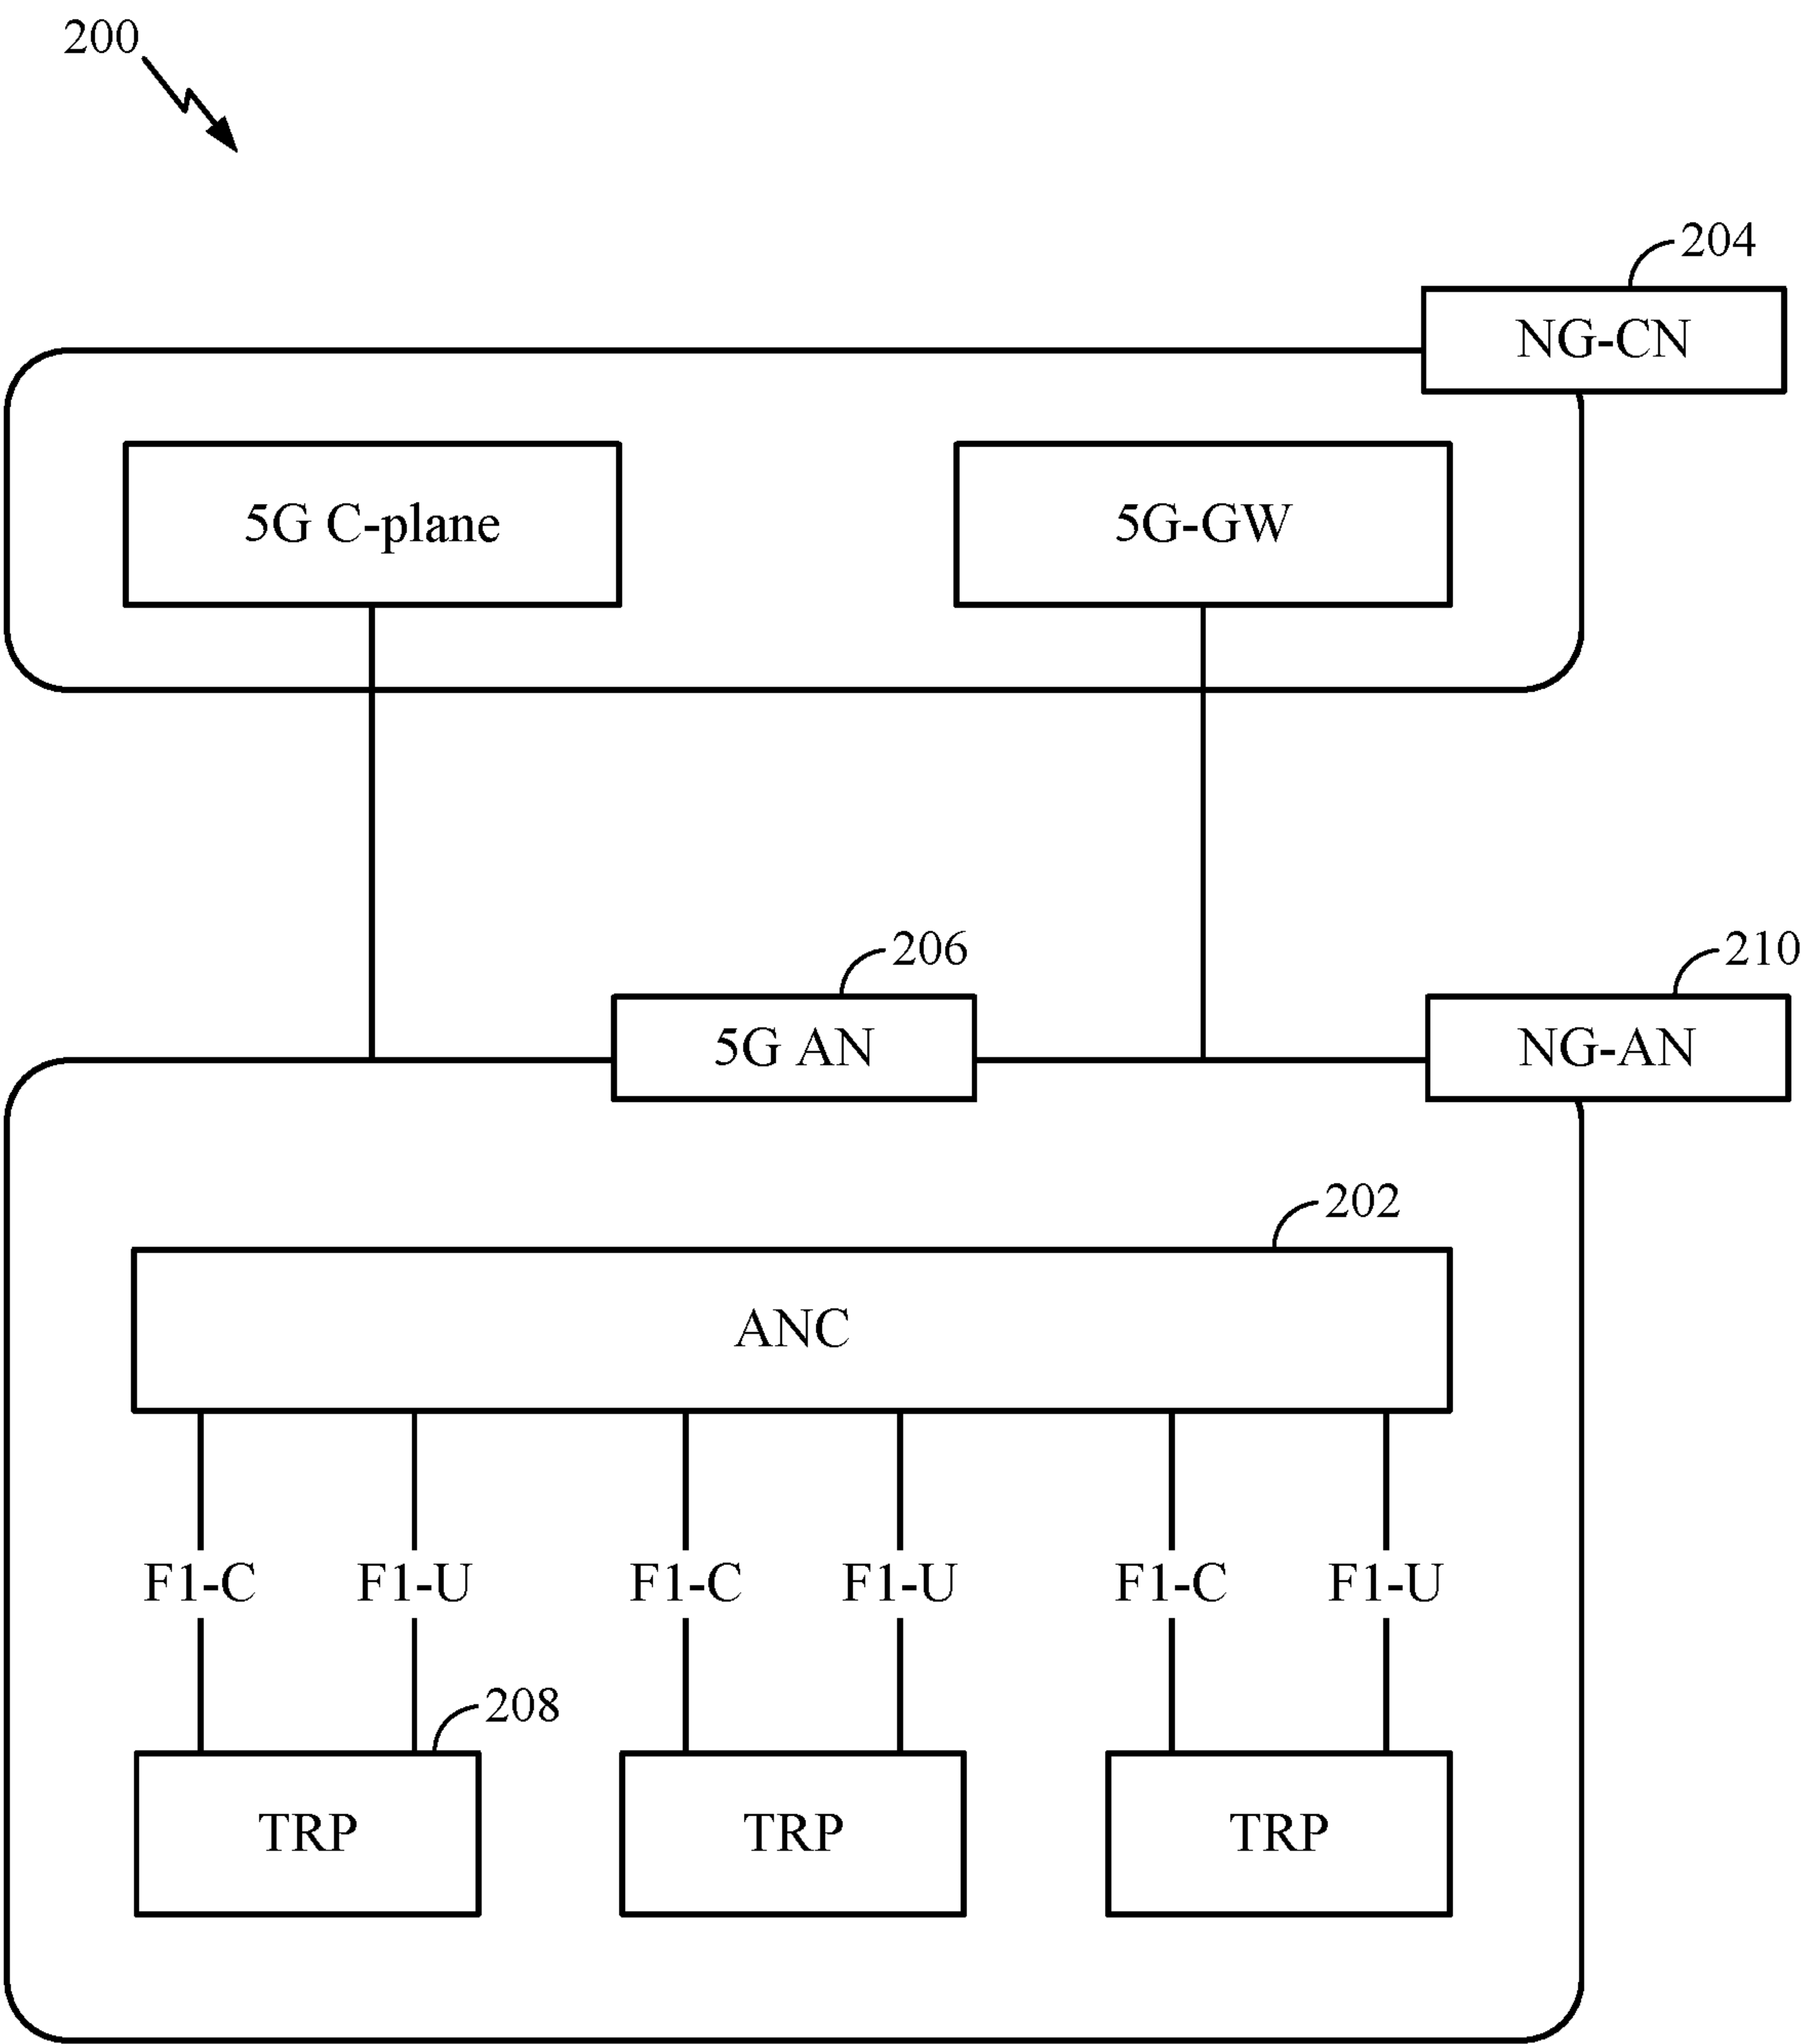 200
204
NG-CN
5G C-plane
5G-GW
206
210
5G AN
NG-AN
202
ANC
F1-C
F1-U
F1-C
F1-U
F1-C
F1-U
208
TRP
TRP
TRP